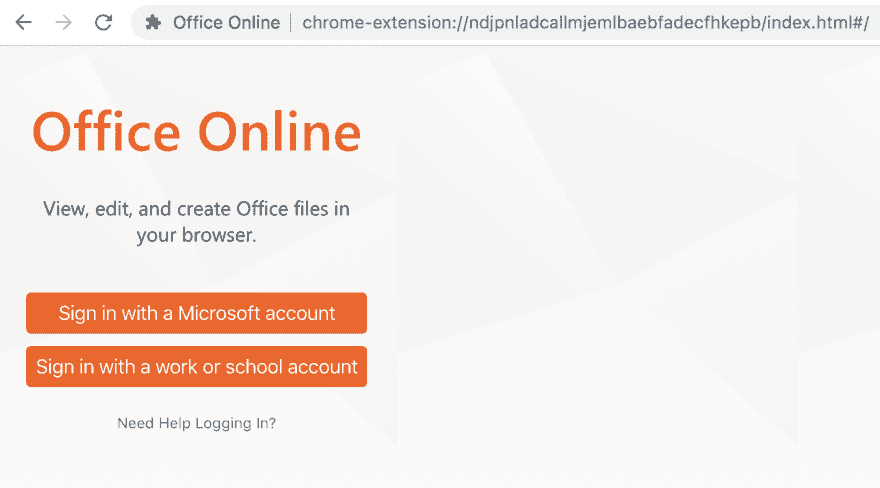 Office Online chrome-extension://ndjpnladcallmjemlbaebfadecfhkepb/index.html#/
Office Online
View, edit, and create Office files in
your browser.
Sign in with a Microsoft account
Sign in with a work or school account
Need Help Logging In?